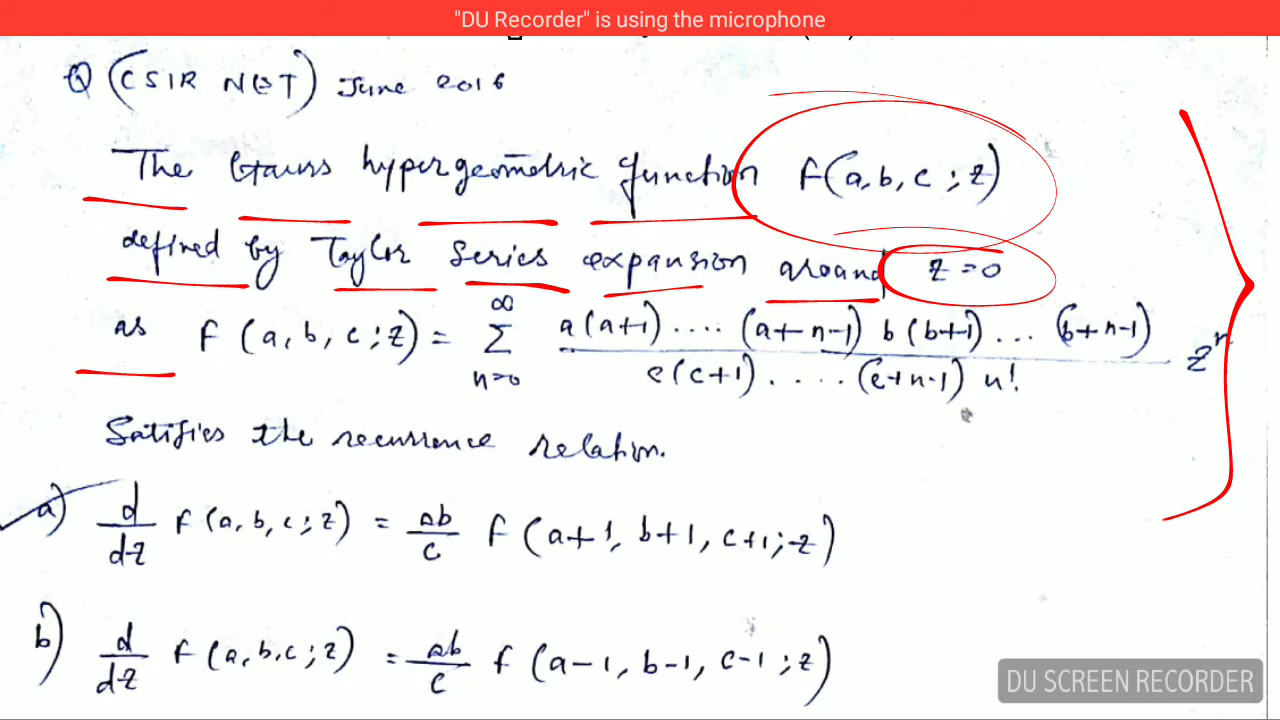 "DU Recorder" is using the microphone
Q (CSIR NET) June 2016
The Gauss hypergeometric function F(a, b, c ; z)
defined by Taylor Series expansion around z = 0
as F (a, b, c ; z) = ∞ Σ n=0 a(a+1) .... (a+n-1) b(b+1) ... (b+n-1) / c(c+1) ..... (c+n-1) n! zⁿ
Satifies the recurrence relation.
a) d/dz F(a, b, c ; z) = ab/c F (a+1, b+1, c+1 ; z)
b) d/dz F(a, b, c ; z) = ab/c F (a-1, b-1, c-1 ; z)
DU SCREEN RECORDER